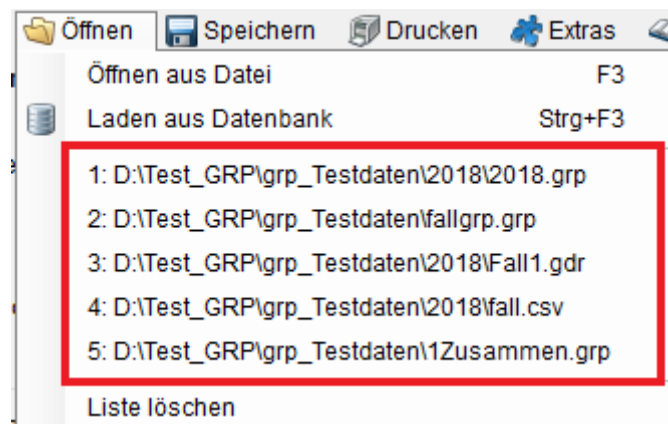 Öffnen Speichern Drucken Extras
Öffnen aus Datei F3
Laden aus Datenbank Strg+F3
1: D:\Test_GRP\grp_Testdaten\2018\2018.grp
2: D:\Test_GRP\grp_Testdaten\fallgrp.grp
3: D:\Test_GRP\grp_Testdaten\2018\Fall1.gdr
4: D:\Test_GRP\grp_Testdaten\2018\fall.csv
5: D:\Test_GRP\grp_Testdaten\1Zusammen.grp
Liste löschen